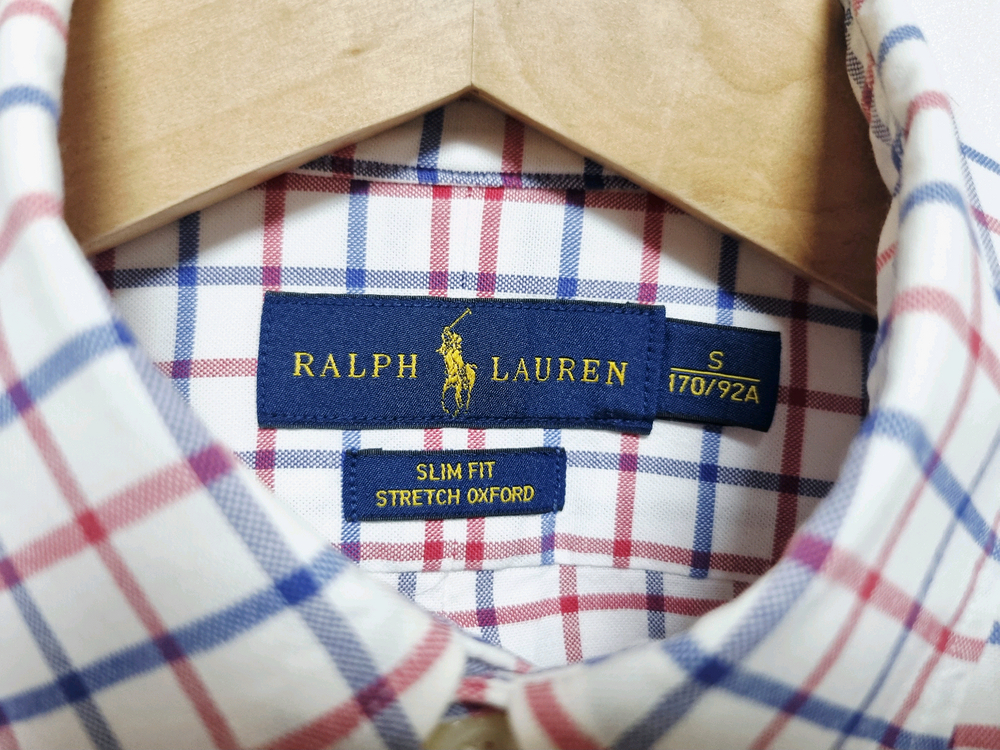 RALPH LAUREN
S
170/92A
SLIM FIT
STRETCH OXFORD